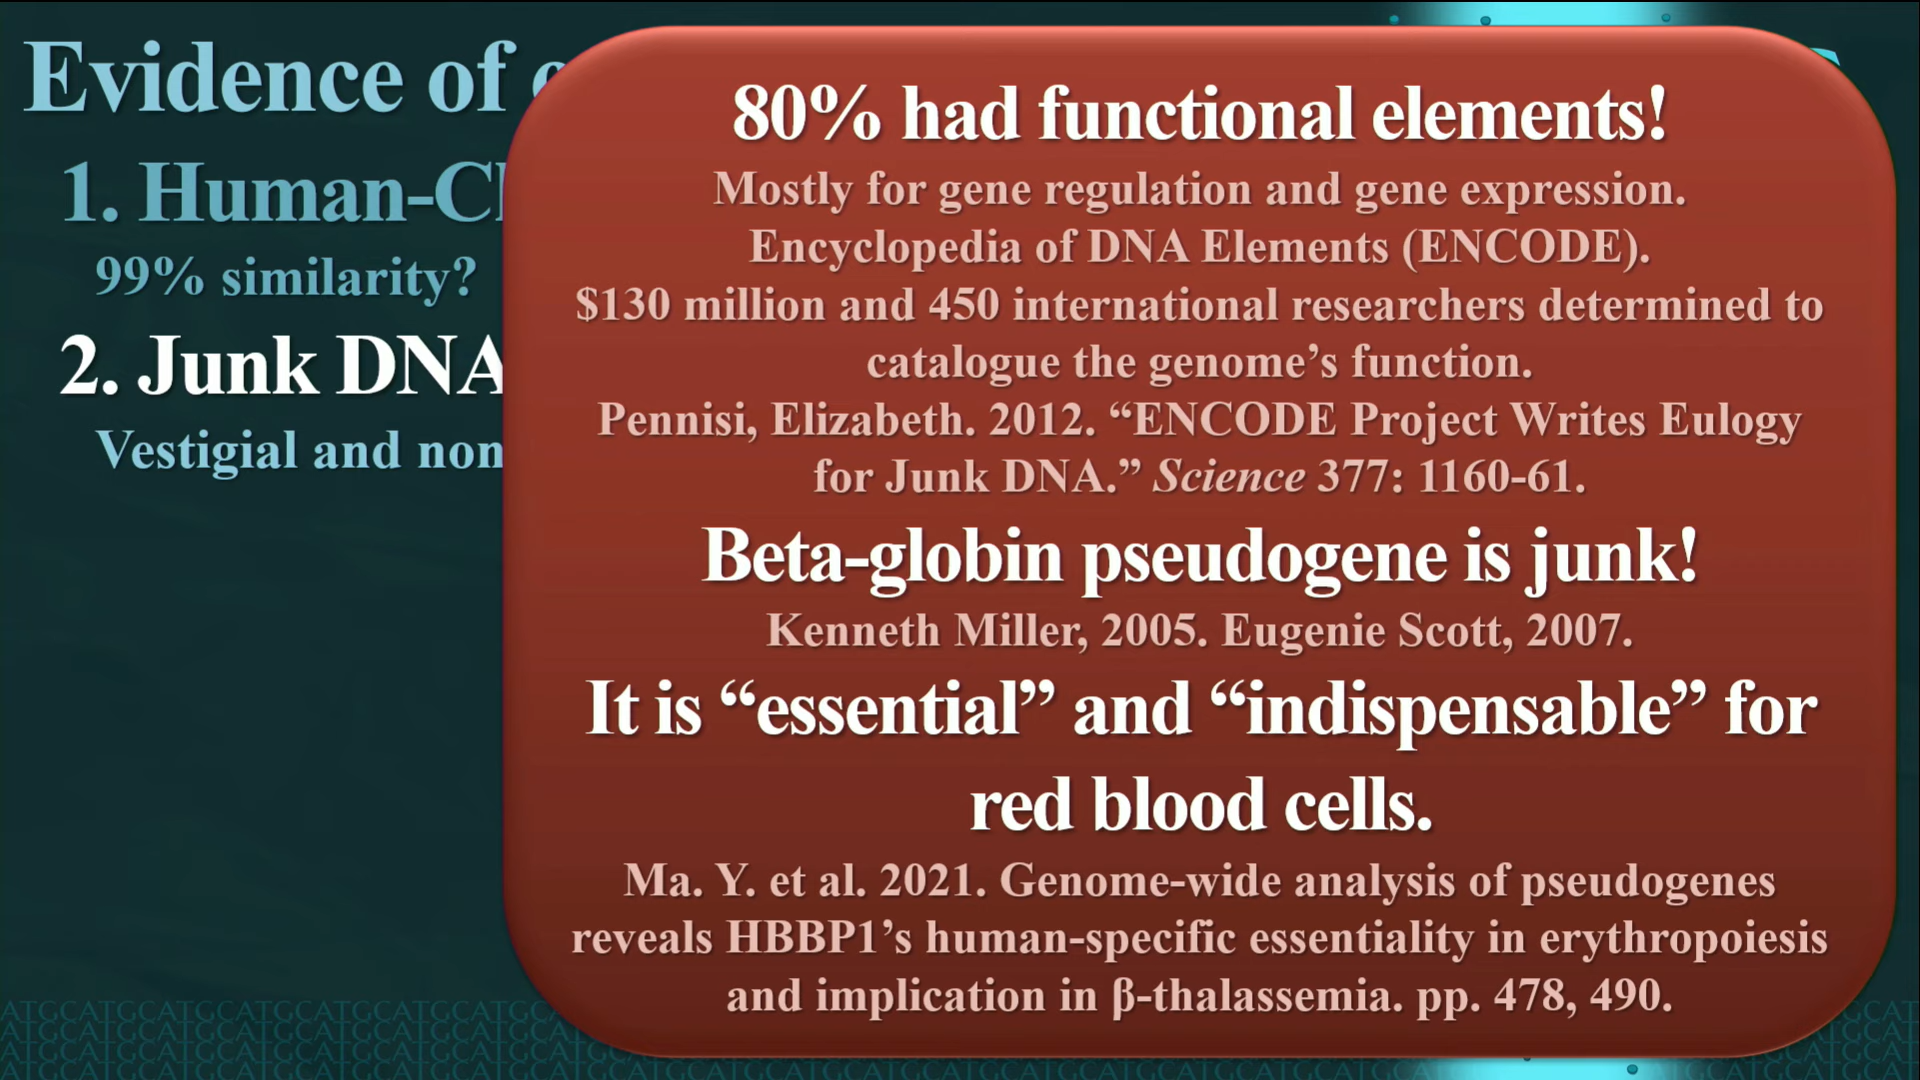 Evidence of
1. Human-
99% similarity?
2. Junk DNA
Vestigial and non
80% had functional elements!
Mostly for gene regulation and gene expression.
Encyclopedia of DNA Elements (ENCODE).
$130 million and 450 international researchers determined to
catalogue the genome’s function.
Pennisi, Elizabeth. 2012. “ENCODE Project Writes Eulogy
for Junk DNA.” Science 377: 1160-61.
Beta-globin pseudogene is junk!
Kenneth Miller, 2005. Eugenie Scott, 2007.
It is “essential” and “indispensable” for
red blood cells.
Ma. Y. et al. 2021. Genome-wide analysis of pseudogenes
reveals HBBP1’s human-specific essentiality in erythropoiesis
and implication in β-thalassemia. pp. 478, 490.